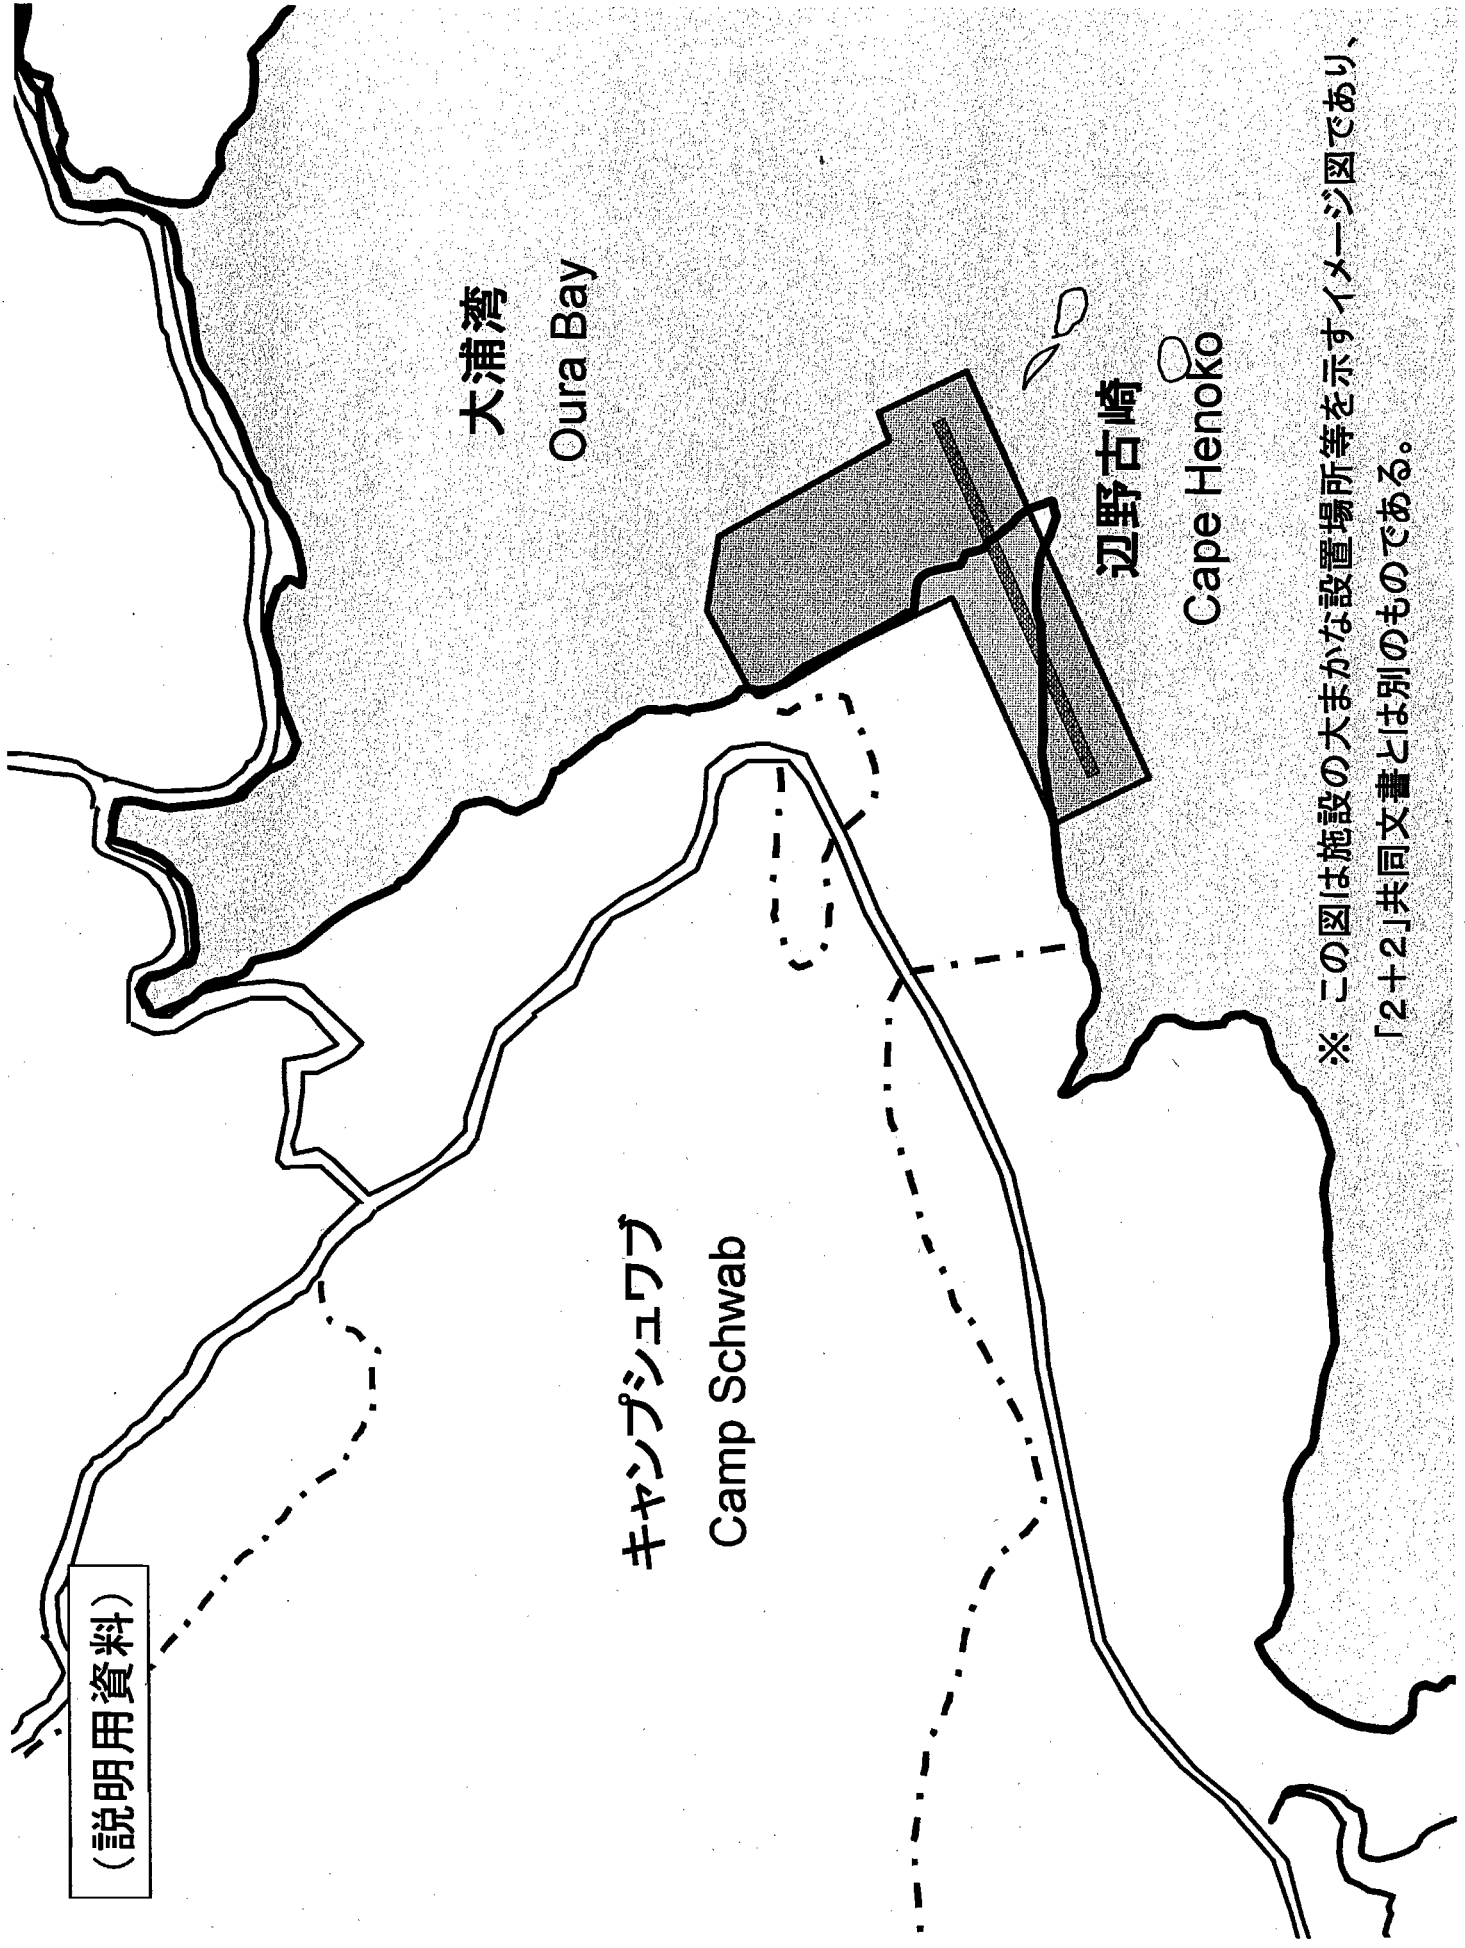 (説明用資料)
大浦湾
Oura Bay
辺野古崎
Cape Henoko
キャンプシュワブ
Camp Schwab
※ この図は施設の大まかな設置場所等を示すイメージ図であり、
「2+2」共同文書とは別のものである。